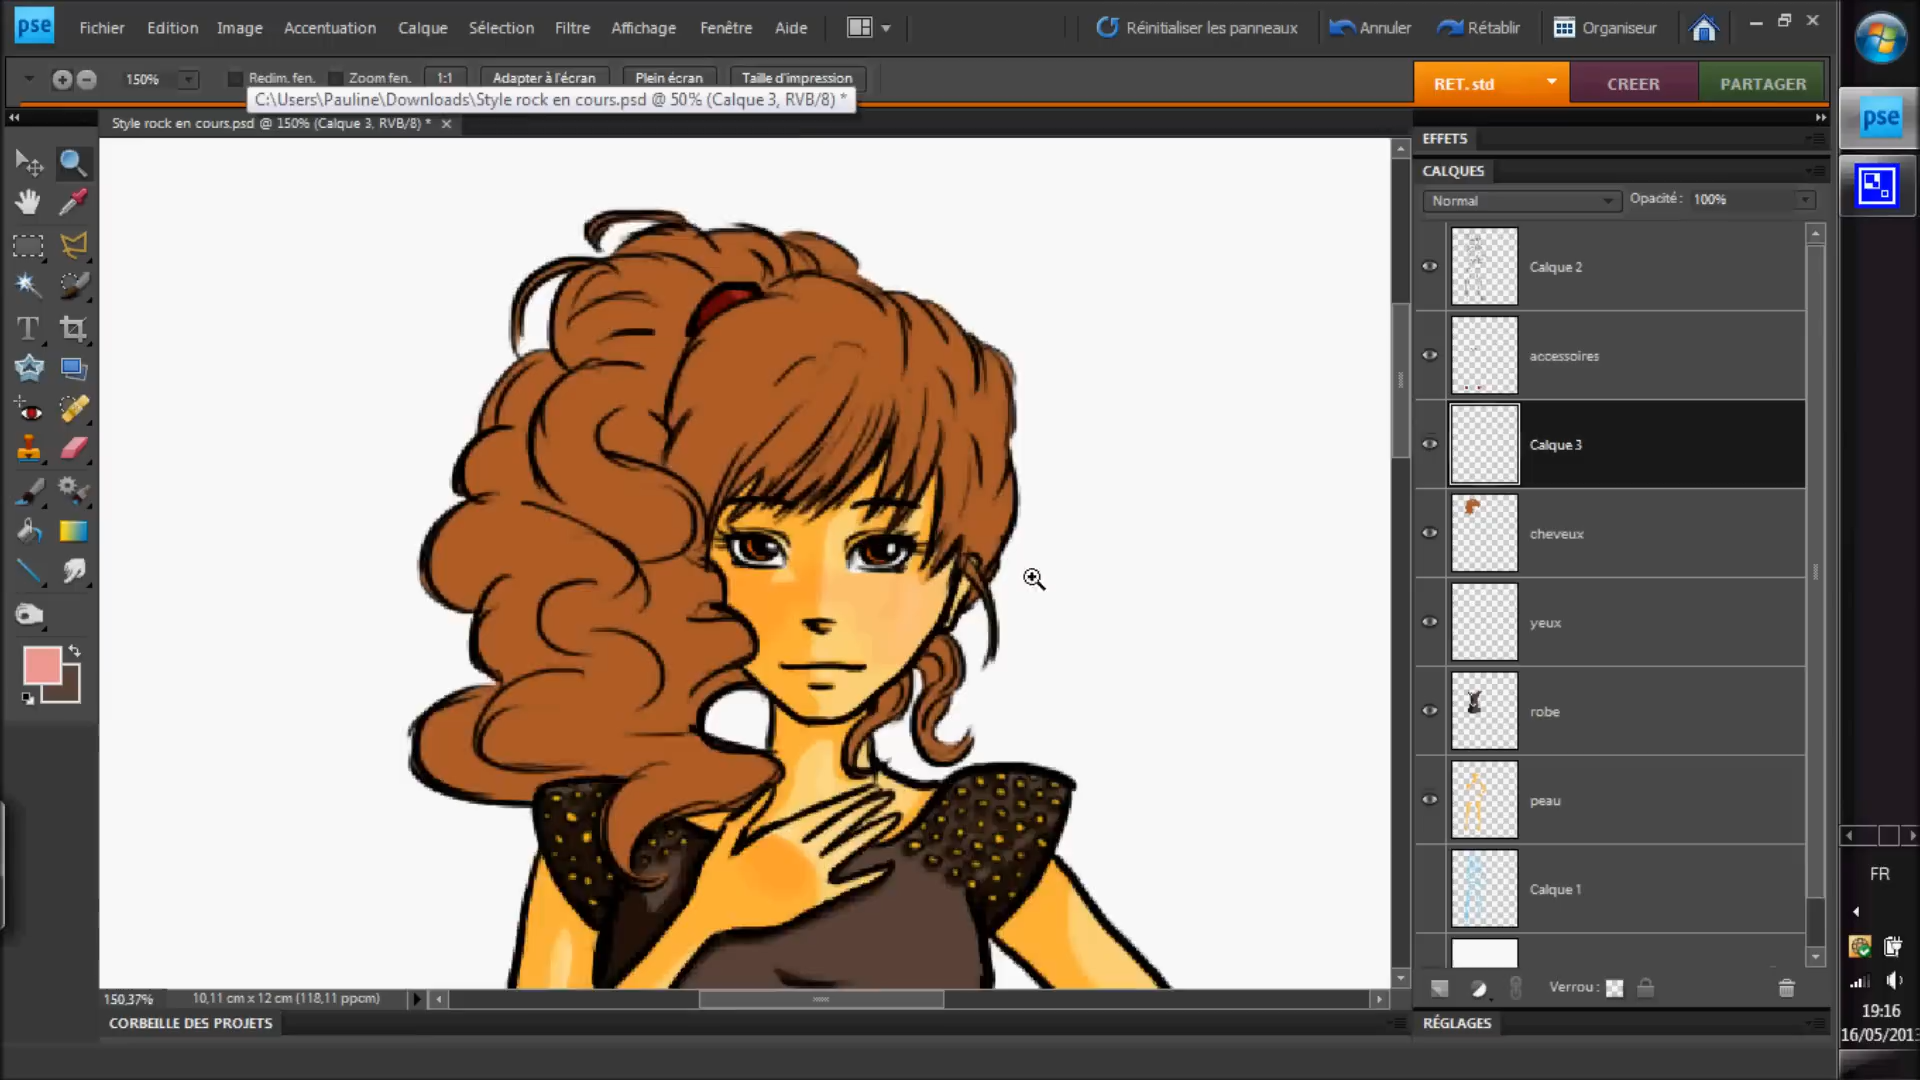 pse Fichier Edition Image Accentuation Calque Sélection Filtre Affichage Fenêtre Aide Réinitialiser les panneaux Annuler Rétablir Organiseur
150% Redim. fen. Zoom fen. 1:1 Adapter à l'écran Plein écran Taille d'impression RET. std CREER PARTAGER
C:\Users\Pauline\Downloads\Style rock en cours.psd @ 50% (Calque 3, RVB/8) *
Style rock en cours.psd @ 150% (Calque 3, RVB/8) *
pse
EFFETS
CALQUES
Normal Opacité : 100%
Calque 2
accessoires
Calque 3
cheveux
yeux
robe
peau
Calque 1
FR
Verrou :
150,37% 10,11 cm x 12 cm (118,11 ppcm)
CORBEILLE DES PROJETS
RÉGLAGES
19:16
16/05/201